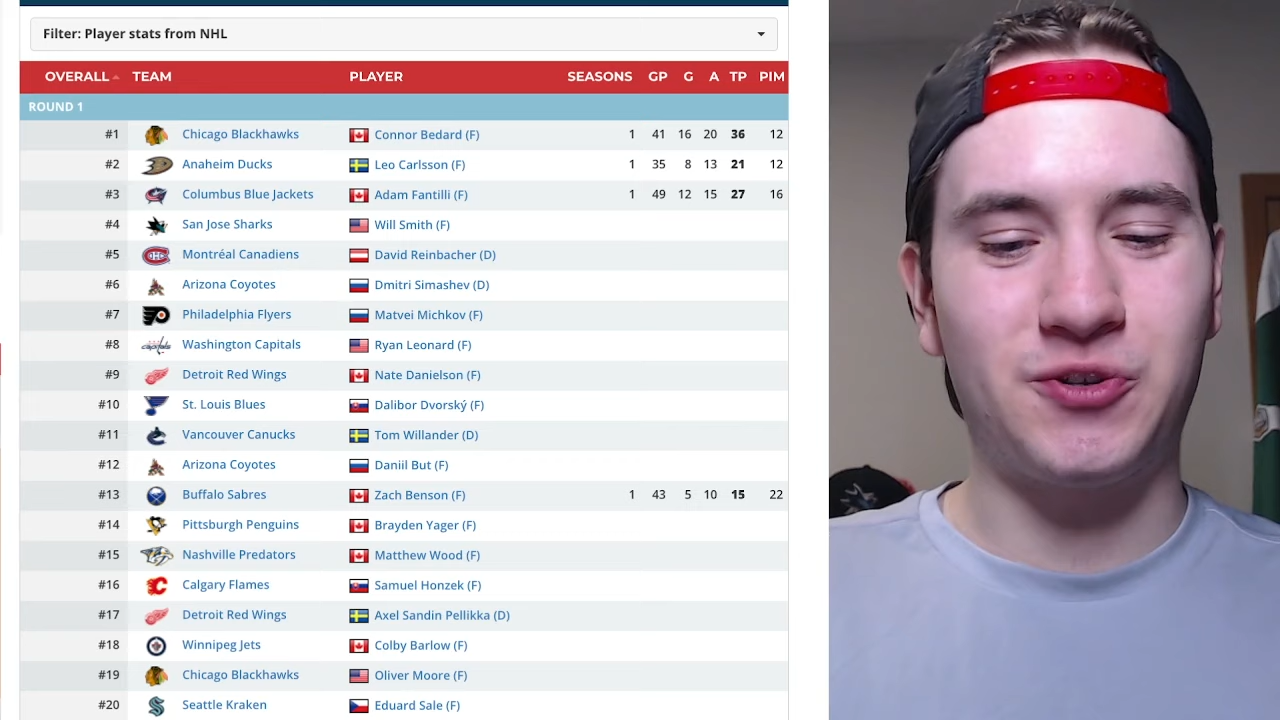 Filter: Player stats from NHL
OVERALL TEAM PLAYER SEASONS GP G A TP PIM
ROUND 1
#1 Chicago Blackhawks Connor Bedard (F) 1 41 16 20 36 12
#2 Anaheim Ducks Leo Carlsson (F) 1 35 8 13 21 12
#3 Columbus Blue Jackets Adam Fantilli (F) 1 49 12 15 27 16
#4 San Jose Sharks Will Smith (F)
#5 Montréal Canadiens David Reinbacher (D)
#6 Arizona Coyotes Dmitri Simashev (D)
#7 Philadelphia Flyers Matvei Michkov (F)
#8 Washington Capitals Ryan Leonard (F)
#9 Detroit Red Wings Nate Danielson (F)
#10 St. Louis Blues Dalibor Dvorský (F)
#11 Vancouver Canucks Tom Willander (D)
#12 Arizona Coyotes Daniil But (F)
#13 Buffalo Sabres Zach Benson (F) 1 43 5 10 15 22
#14 Pittsburgh Penguins Brayden Yager (F)
#15 Nashville Predators Matthew Wood (F)
#16 Calgary Flames Samuel Honzek (F)
#17 Detroit Red Wings Axel Sandin Pellikka (D)
#18 Winnipeg Jets Colby Barlow (F)
#19 Chicago Blackhawks Oliver Moore (F)
#20 Seattle Kraken Eduard Sale (F)